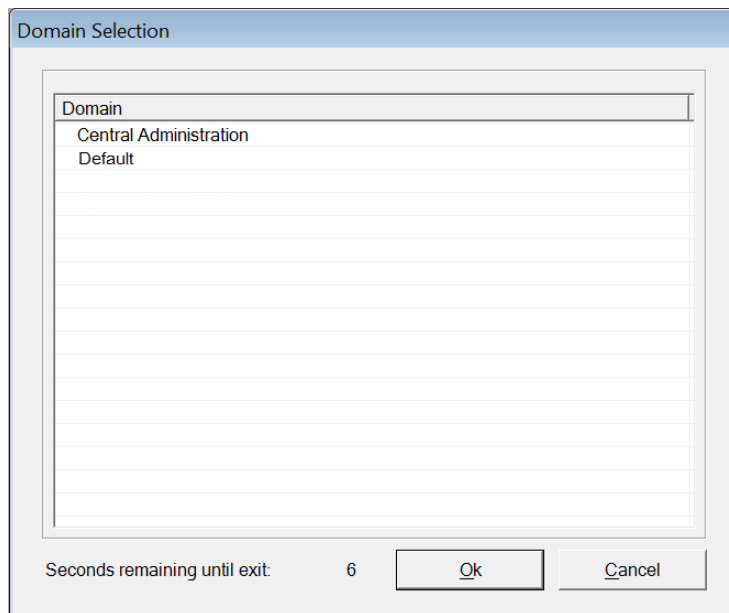 Domain Selection
Domain
Central Administration
Default
Seconds remaining until exit: 6 Ok Cancel